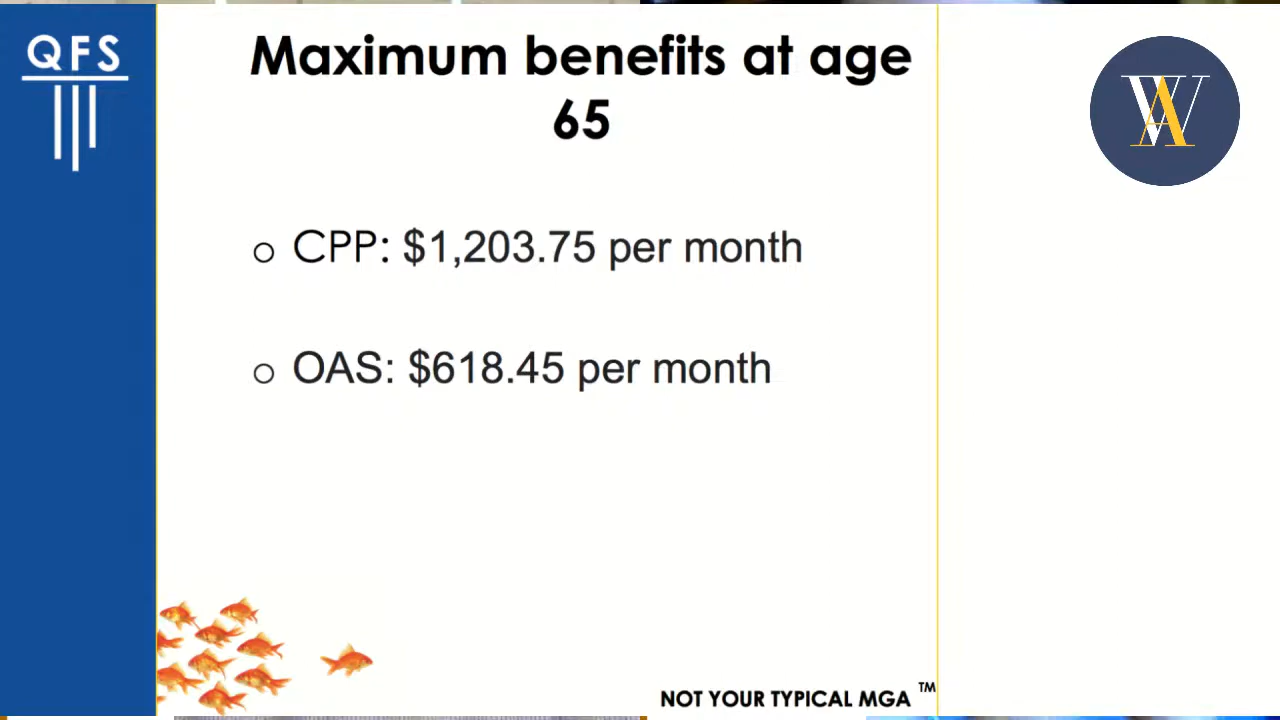 QFS
Maximum benefits at age
65
WA
o CPP: $1,203.75 per month
o OAS: $618.45 per month
NOT YOUR TYPICAL MGA ™